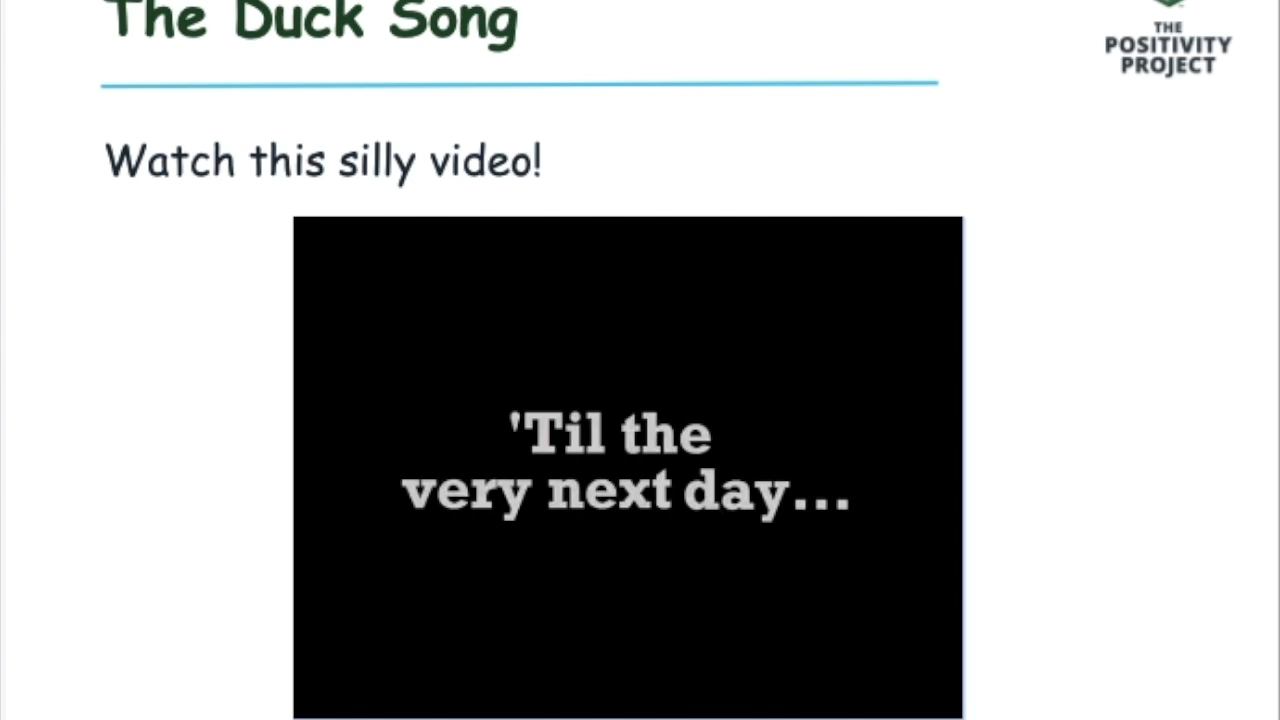 The Duck Song
THE
POSITIVITY
PROJECT
Watch this silly video!
'Til the
very next day...